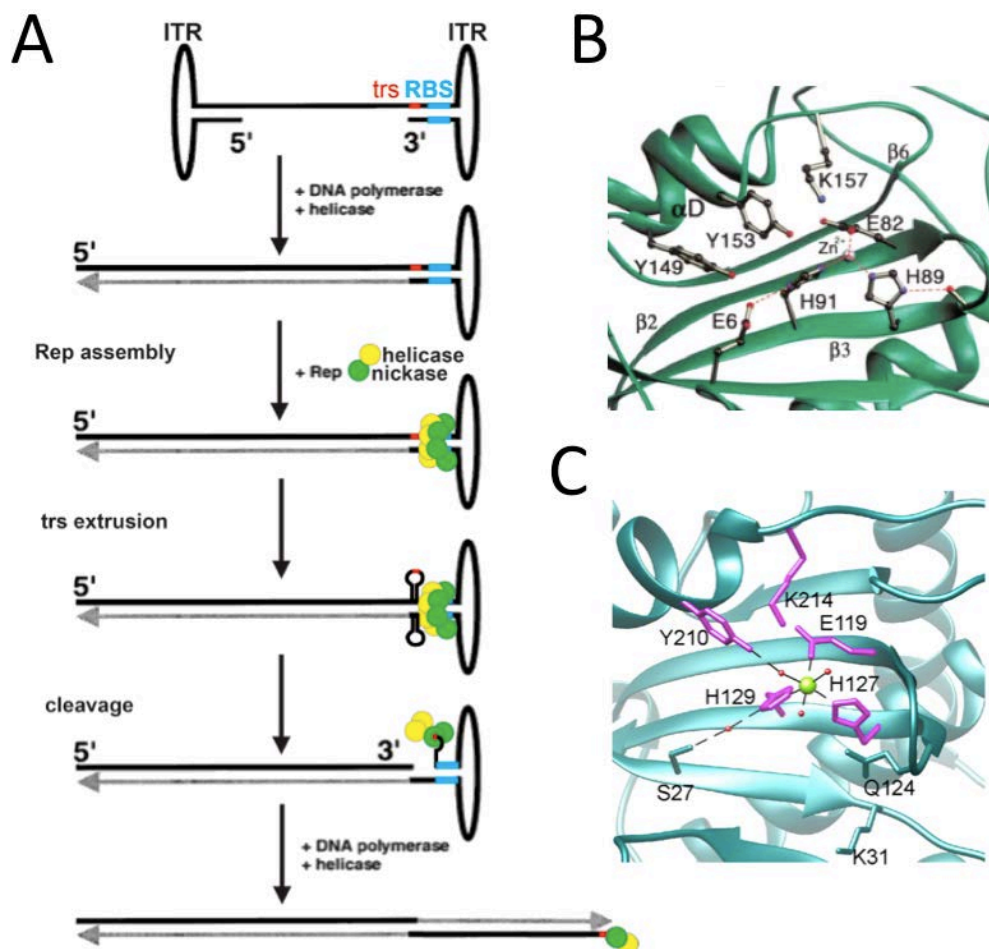 A
ITR
ITR
trs RBS
5'
3'
+ DNA polymerase
+ helicase
5'
Rep assembly
+ Rep
helicase
nickase
5'
trs extrusion
5'
cleavage
5'
3'
+ DNA polymerase
+ helicase
B
β6
K157
αD
E82
Y153
Zn²⁺
Y149
H89
H91
E6
β2
β3
C
K214
E119
Y210
H127
H129
S27
Q124
K31